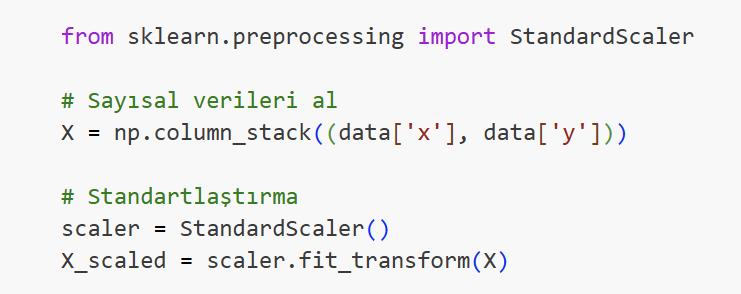 from sklearn.preprocessing import StandardScaler
# Sayısal verileri al
X = np.column_stack((data['x'], data['y']))
# Standartlaştırma
scaler = StandardScaler()
X_scaled = scaler.fit_transform(X)